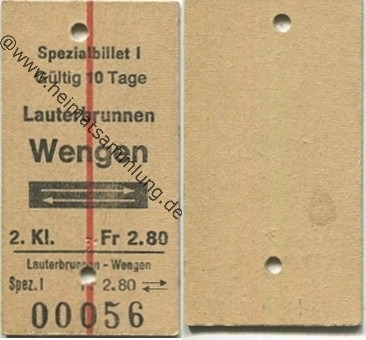 Spezialbillet I
Gültig 10 Tage
Lauterbrunnen
Wengen
2. Kl. Fr 2.80
Lauterbrunnen - Wengen
Spez. I Fr 2.80
00056
@www.heimatsammlung.de